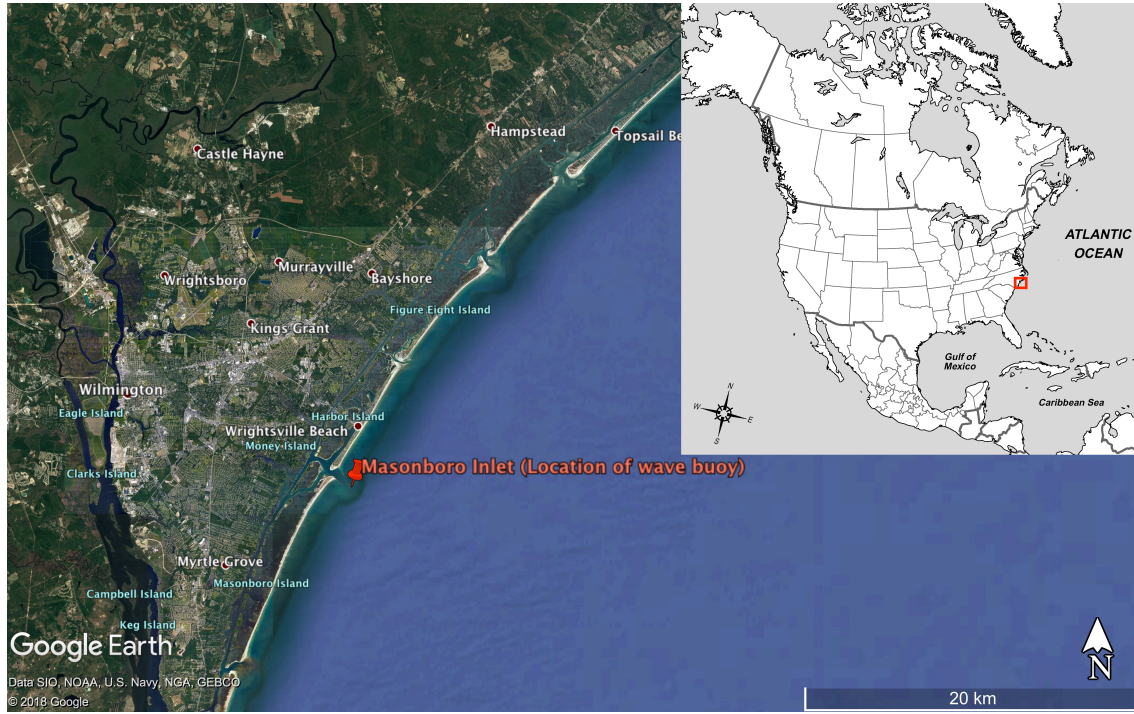 Hampstead
Topsail Be
Castle Hayne
ATLANTIC
OCEAN
Murrayville
Wrightsboro
Bayshore
Figure Eight Island
Kings Grant
Gulf of
Mexico
Wilmington
N
W
E
S
Caribbean Sea
Eagle Island
Harbor Island
Wrightsville Beach
Money Island
Masonboro Inlet (Location of wave buoy)
Clarks Island
Myrtle Grove
Masonboro Island
Campbell Island
Keg Island
Google Earth
N
Data SIO, NOAA, U.S. Navy, NGA, GEBCO
© 2018 Google
20 km